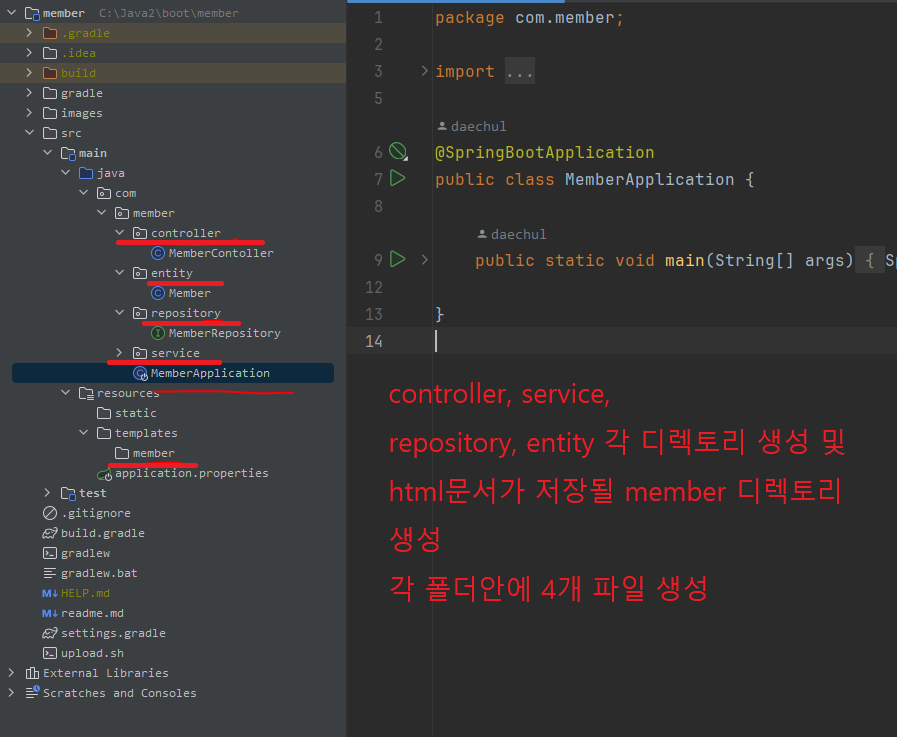 member C:\Java2\boot\member
.gradle
.idea
build
gradle
images
src
main
java
com
member
controller
MemberContoller
entity
Member
repository
MemberRepository
service
MemberApplication
resources
static
templates
member
application.properties
test
.gitignore
build.gradle
gradlew
gradlew.bat
HELP.md
readme.md
settings.gradle
upload.sh
External Libraries
Scratches and Consoles
1 package com.member;
2
3 import ...
5
daechul
6 @SpringBootApplication
7 public class MemberApplication {
8
daechul
9 public static void main(String[] args) { Sp
12
13 }
14
controller, service,
repository, entity 각 디렉토리 생성 및
html문서가 저장될 member 디렉토리
생성
각 폴더안에 4개 파일 생성